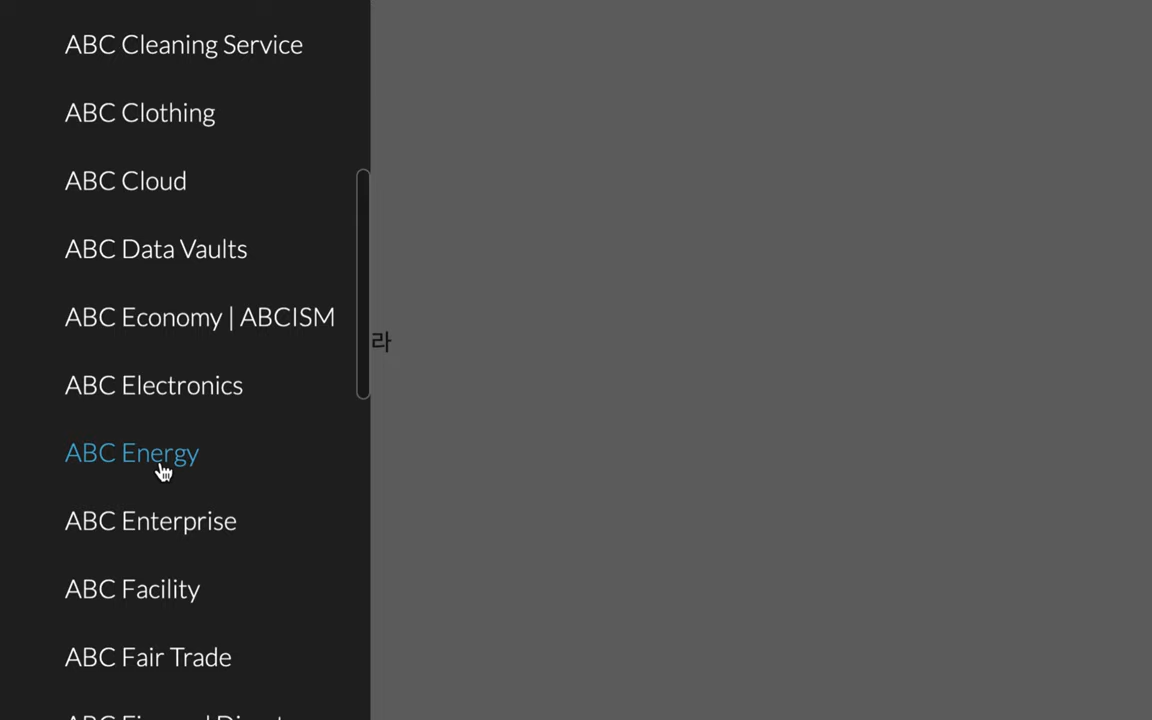 ABC Cleaning Service
ABC Clothing
ABC Cloud
ABC Data Vaults
ABC Economy | ABCISM
라
ABC Electronics
ABC Energy
ABC Enterprise
ABC Facility
ABC Fair Trade